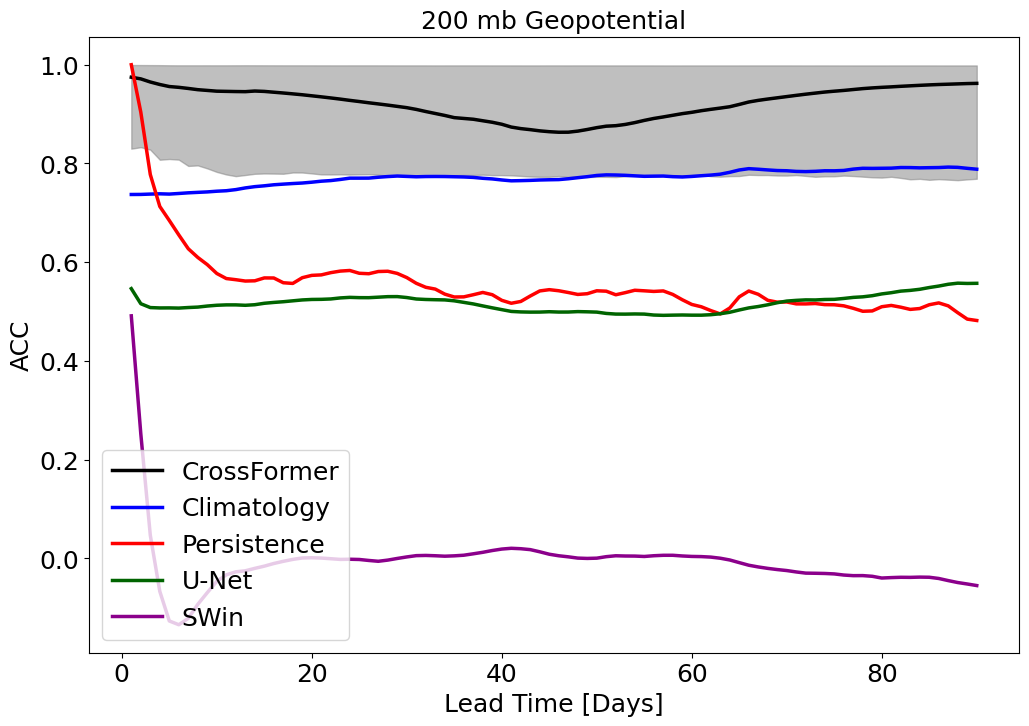 200 mb Geopotential
ACC
1.0
0.8
0.6
0.4
0.2
0.0
CrossFormer
Climatology
Persistence
U-Net
SWin
0 20 40 60 80
Lead Time [Days]